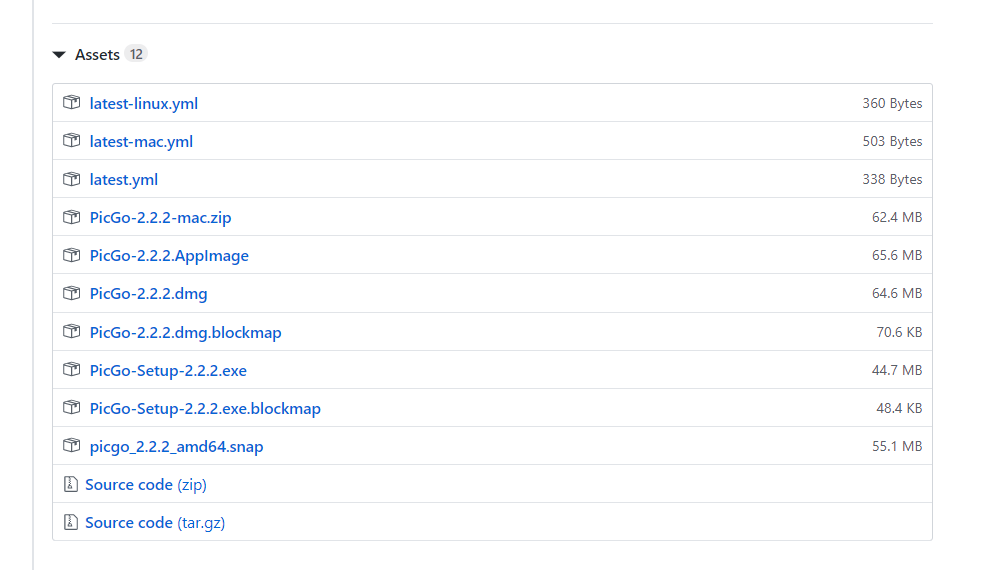 Assets 12
latest-linux.yml 360 Bytes
latest-mac.yml 503 Bytes
latest.yml 338 Bytes
PicGo-2.2.2-mac.zip 62.4 MB
PicGo-2.2.2.AppImage 65.6 MB
PicGo-2.2.2.dmg 64.6 MB
PicGo-2.2.2.dmg.blockmap 70.6 KB
PicGo-Setup-2.2.2.exe 44.7 MB
PicGo-Setup-2.2.2.exe.blockmap 48.4 KB
picgo_2.2.2_amd64.snap 55.1 MB
Source code (zip)
Source code (tar.gz)